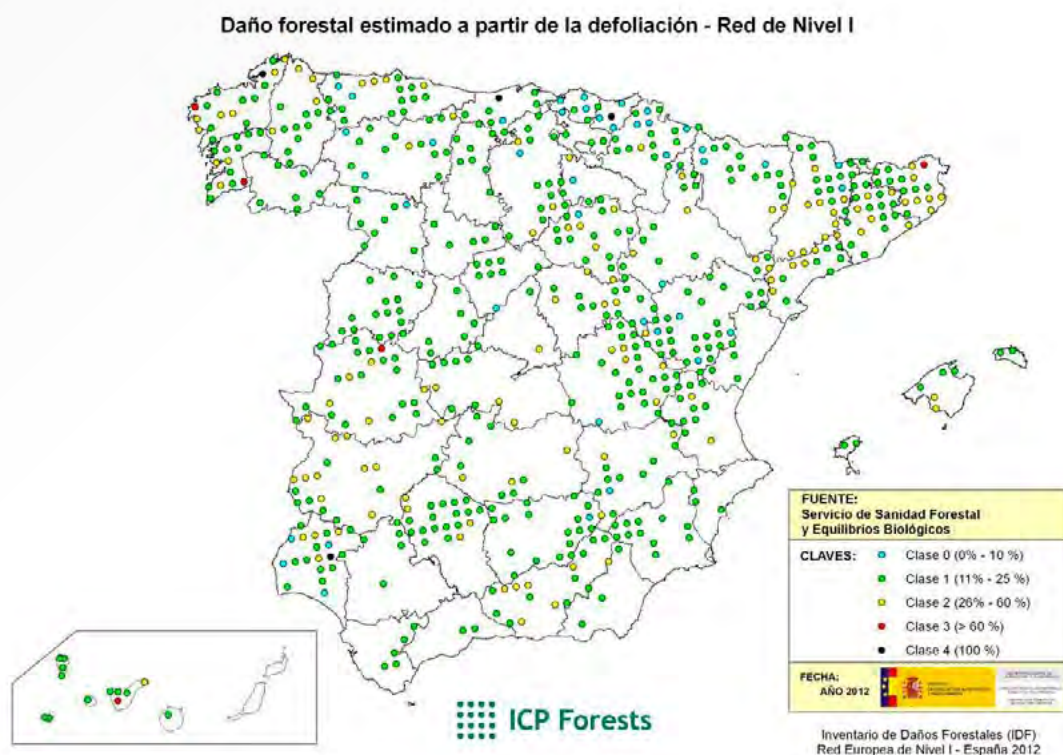 Daño forestal estimado a partir de la defoliación - Red de Nivel I
FUENTE:
Servicio de Sanidad Forestal
y Equilibrios Biológicos
CLAVES:
Clase 0 (0% - 10 %)
Clase 1 (11% - 25 %)
Clase 2 (26% - 60 %)
Clase 3 (> 60 %)
Clase 4 (100 %)
FECHA:
AÑO 2012
ICP Forests
Inventario de Daños Forestales (IDF)
Red Europea de Nivel I - España 2012